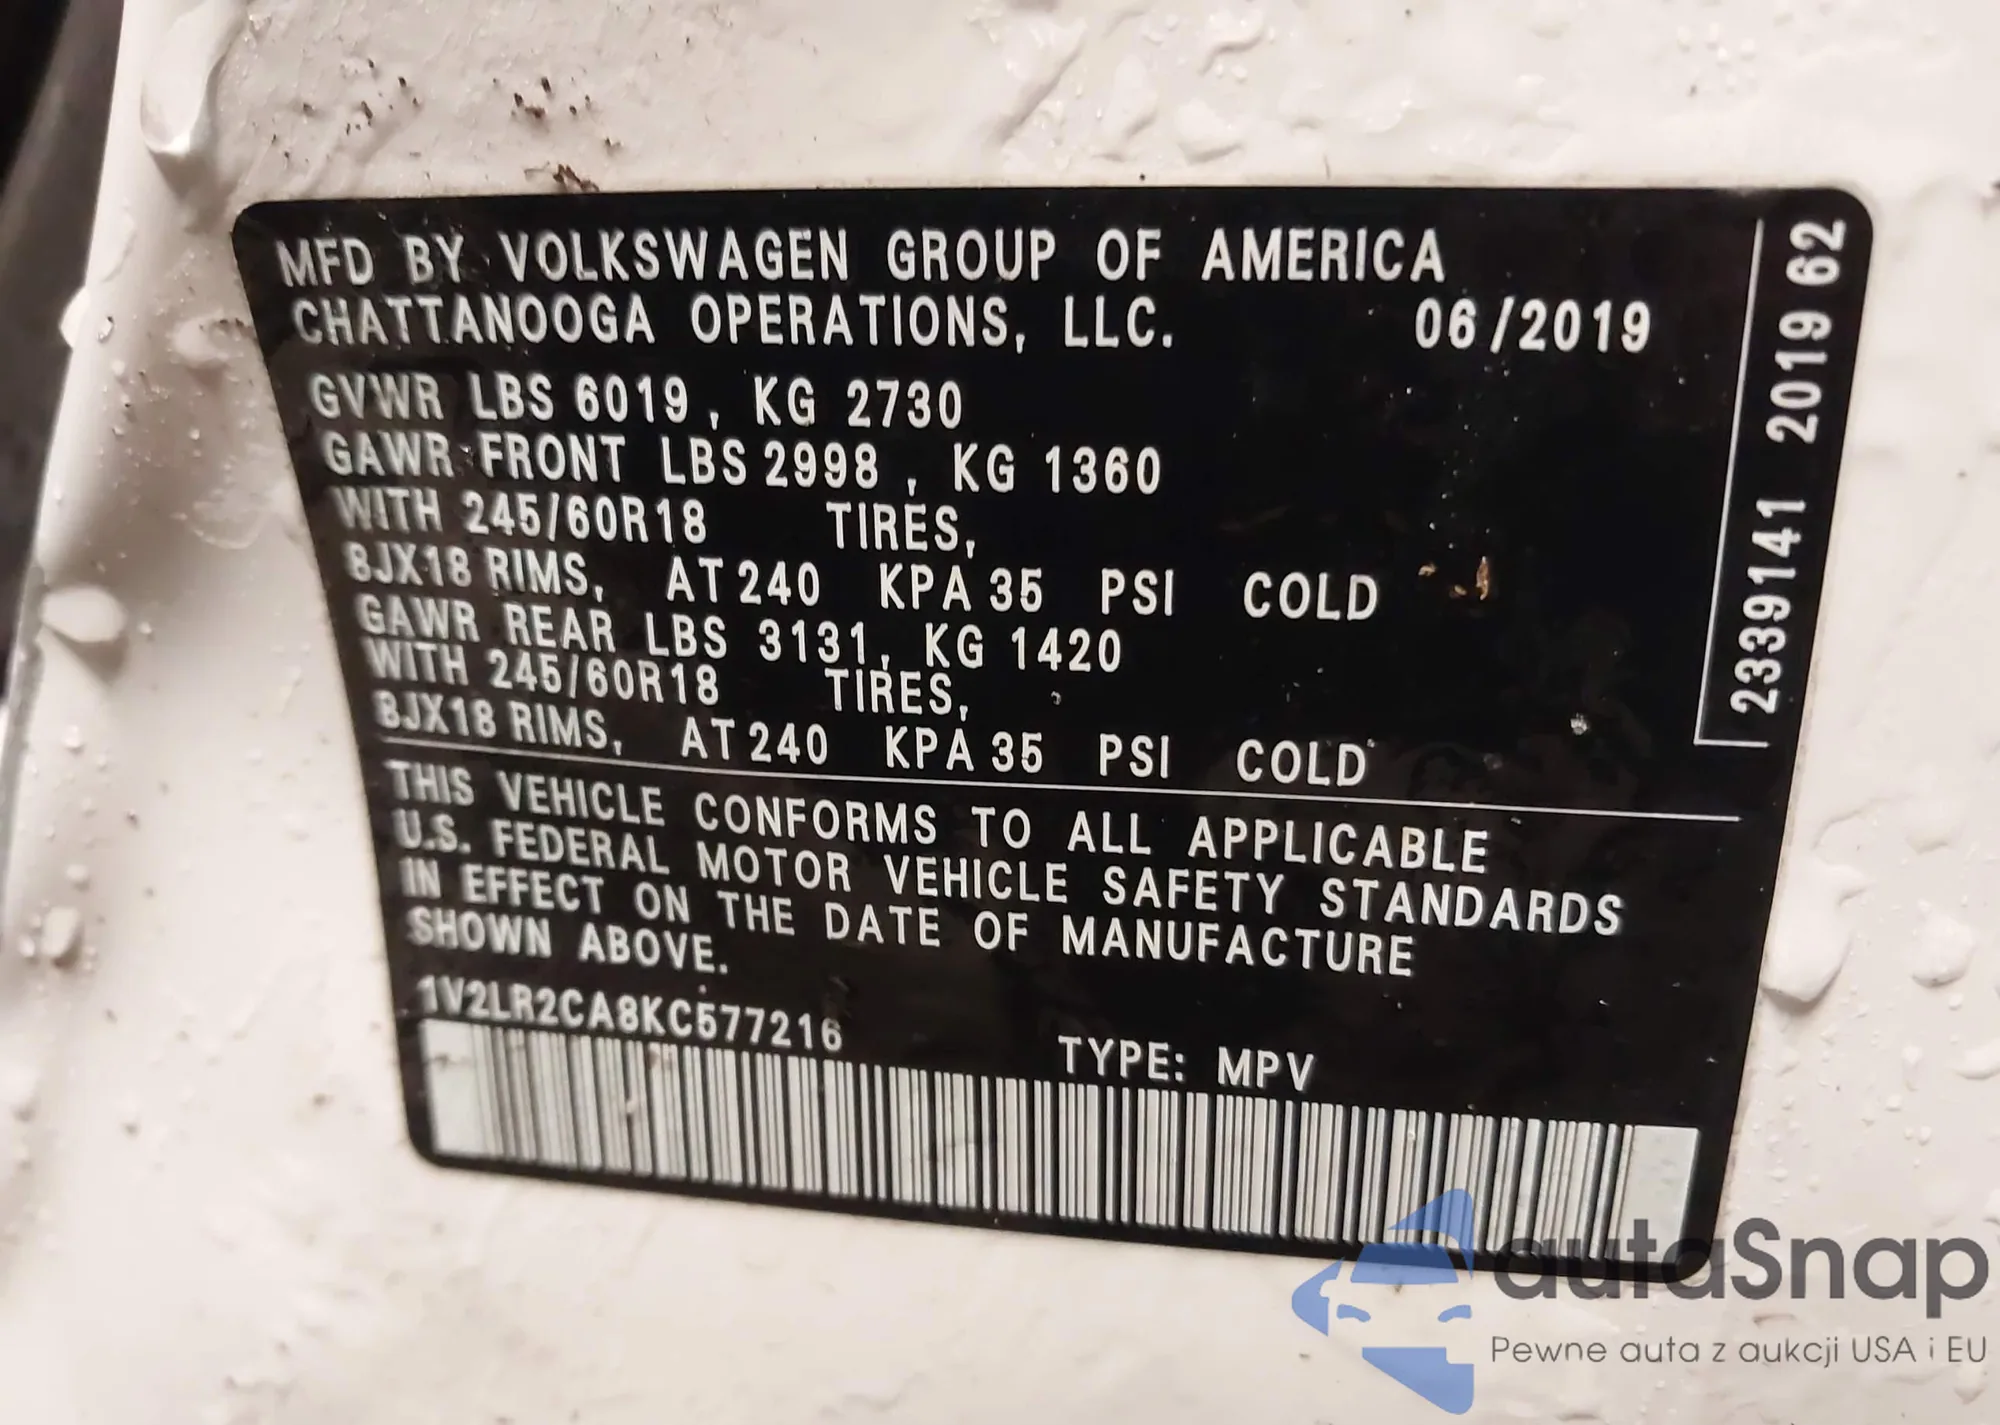 MFD BY VOLKSWAGEN GROUP OF AMERICA
CHATTANOOGA OPERATIONS, LLC. 06/2019
GVWR LBS 6019, KG 2730
GAWR FRONT LBS 2998, KG 1360
WITH 245/60R18 TIRES,
8JX18 RIMS, AT 240 KPA 35 PSI COLD
GAWR REAR LBS 3131, KG 1420
WITH 245/60R18 TIRES,
8JX18 RIMS, AT 240 KPA 35 PSI COLD
THIS VEHICLE CONFORMS TO ALL APPLICABLE
U.S. FEDERAL MOTOR VEHICLE SAFETY STANDARDS
IN EFFECT ON THE DATE OF MANUFACTURE
SHOWN ABOVE.
1V2LR2CA8KC577216
TYPE: MPV
2339141 2019 62
autaSnap
Pewne auta z aukcji USA i EU